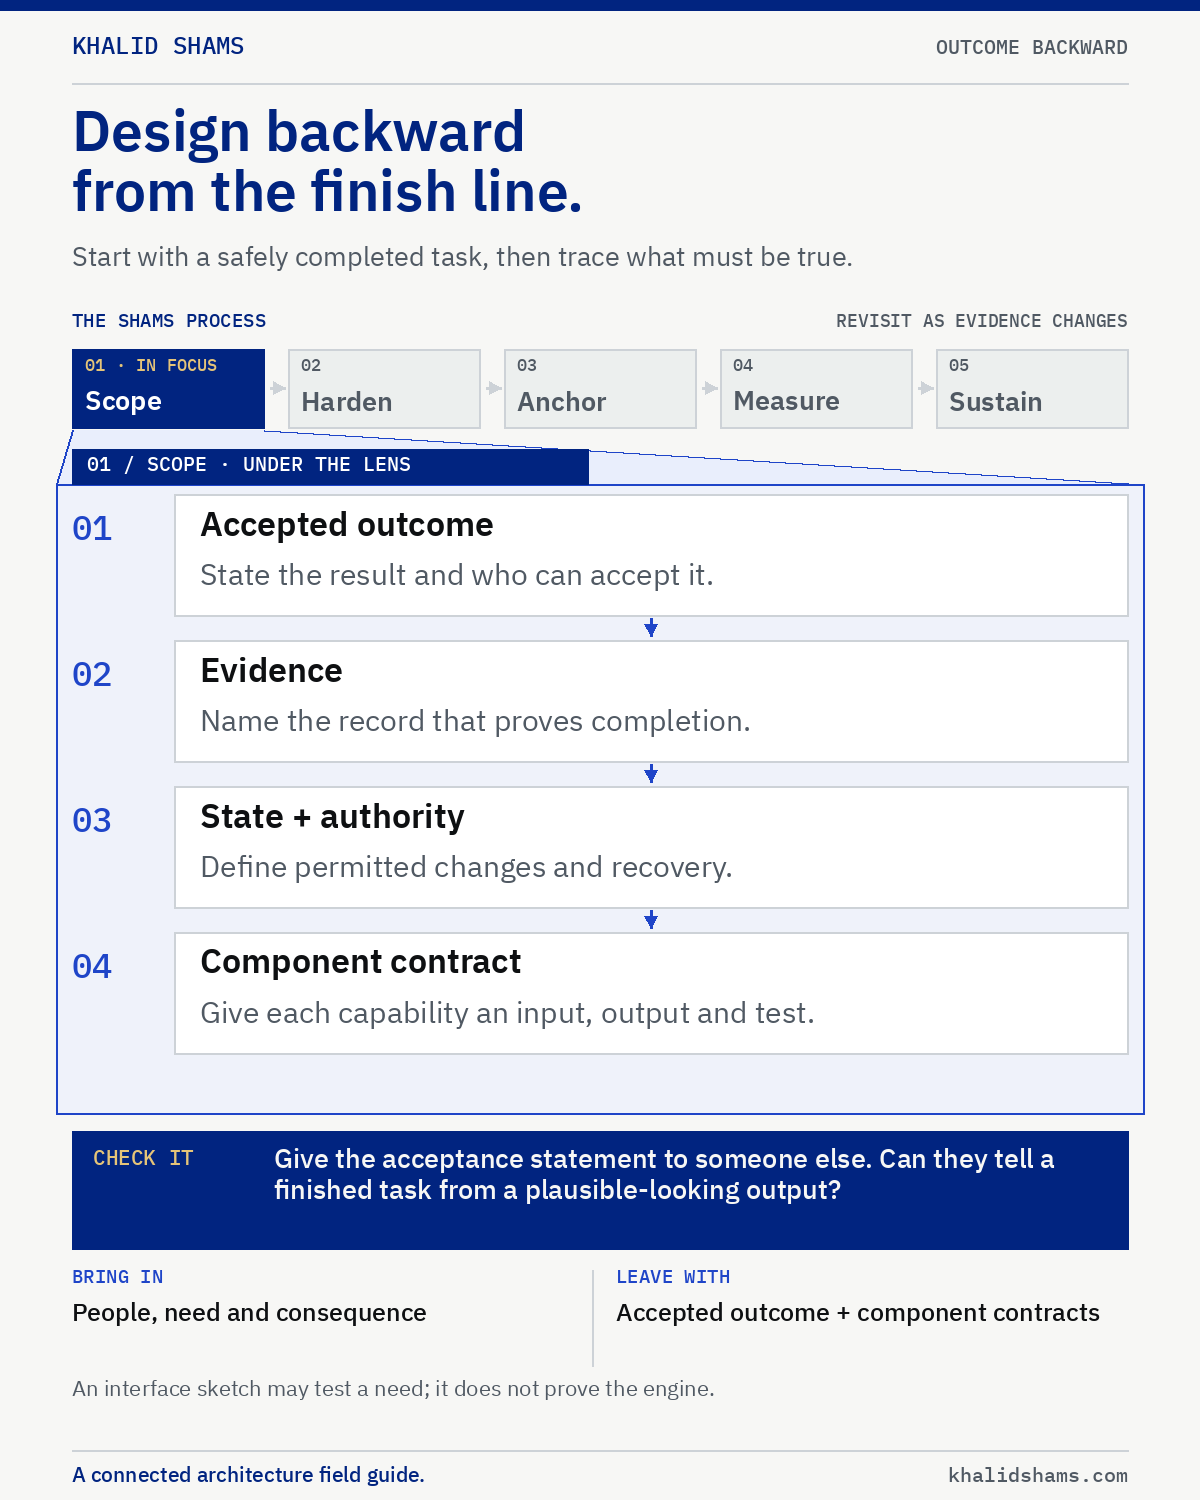 KHALID SHAMS
OUTCOME BACKWARD
Design backward
from the finish line.
Start with a safely completed task, then trace what must be true.
THE SHAMS PROCESS
REVISIT AS EVIDENCE CHANGES
01 · IN FOCUS
Scope
02
Harden
03
Anchor
04
Measure
05
Sustain
01 / SCOPE · UNDER THE LENS
01
Accepted outcome
State the result and who can accept it.
02
Evidence
Name the record that proves completion.
03
State + authority
Define permitted changes and recovery.
04
Component contract
Give each capability an input, output and test.
CHECK IT
Give the acceptance statement to someone else. Can they tell a
finished task from a plausible-looking output?
BRING IN
People, need and consequence
LEAVE WITH
Accepted outcome + component contracts
An interface sketch may test a need; it does not prove the engine.
A connected architecture field guide.
khalidshams.com